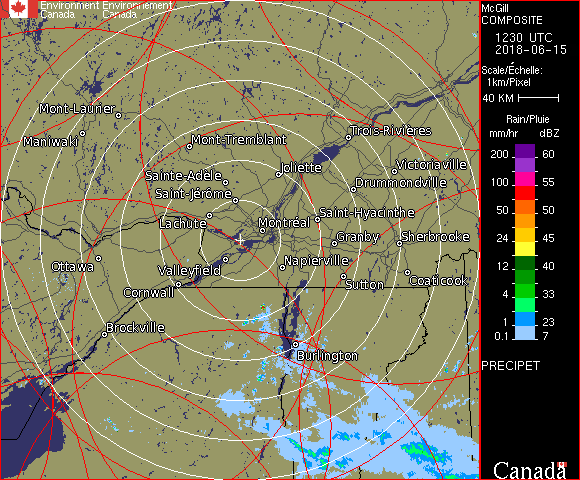 Environment Environnement
Canada Canada
McGill
COMPOSITE
1230 UTC
2018-06-15
Scale/Échelle:
1km/Pixel
40 KM
Rain/Pluie
mm/hr dBZ
200 60
100 55
50 50
24 45
12 40
4 33
1 23
0.1 7
PRECIPET
Canada
Mont-Laurier
Maniwaki
Mont-Tremblant
Trois-Rivières
Sainte-Adèle
Joliette
Victoriaville
Saint-Jérôme
Drummondville
Lachute
Montréal
Saint-Hyacinthe
Granby
Sherbrooke
Ottawa
Valleyfield
Napierville
Cornwall
Sutton
Coaticook
Brockville
Burlington